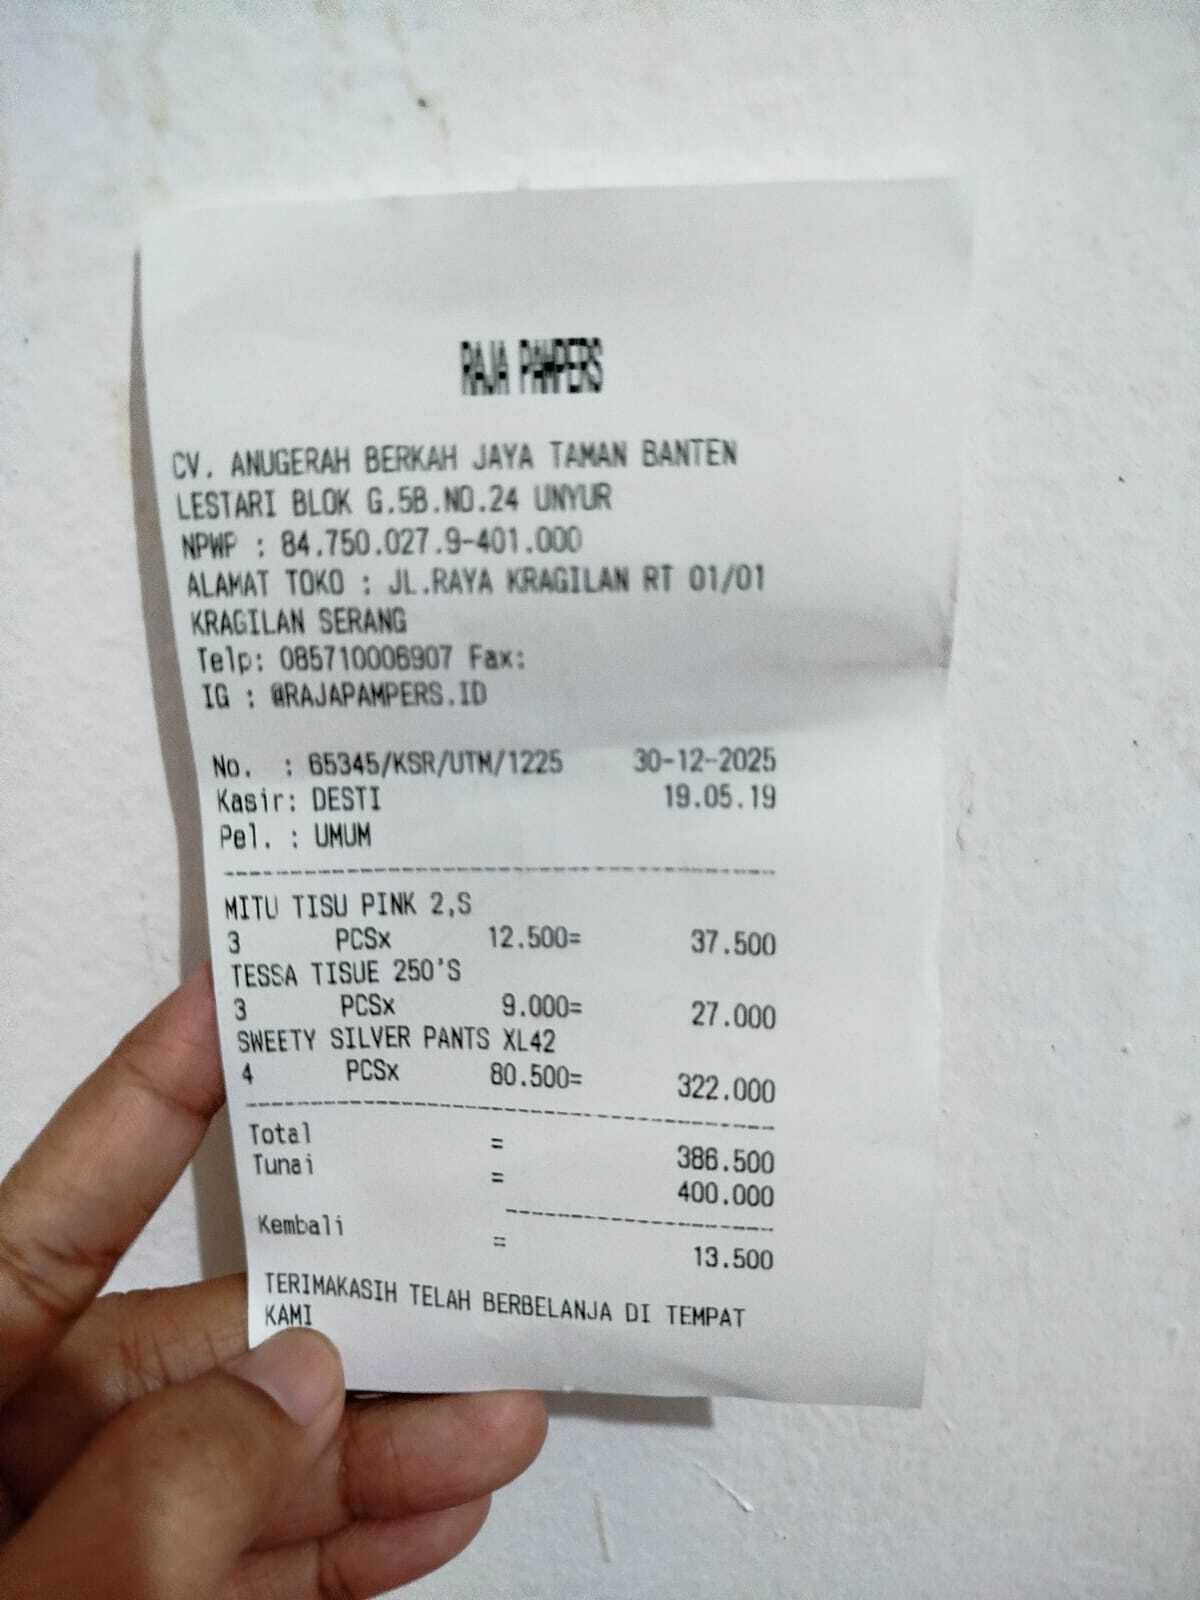 RAJA PAMPERS
CV. ANUGERAH BERKAH JAYA TAMAN BANTEN
LESTARI BLOK G.5B.NO.24 UNYUR
NPWP : 84.750.027.9-401.000
ALAMAT TOKO : JL.RAYA KRAGILAN RT 01/01
KRAGILAN SERANG
Telp: 085710006907 Fax:
IG : @RAJAPAMPERS.ID
No. : 65345/KSR/UTM/1225 30-12-2025
Kasir: DESTI 19.05.19
Pel. : UMUM
MITU TISU PINK 2,S
3 PCSx 12.500= 37.500
TESSA TISUE 250'S
3 PCSx 9.000= 27.000
SWEETY SILVER PANTS XL42
4 PCSx 80.500= 322.000
Total = 386.500
Tunai = 400.000
Kembali = 13.500
TERIMAKASIH TELAH BERBELANJA DI TEMPAT
KAMI